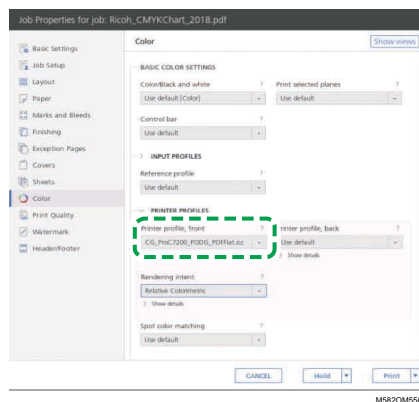 Job Properties for job: Ricoh_CMYKChart_2018.pdf
Basic Settings
Job Setup
Layout
Paper
Marks and Bleeds
Finishing
Exception Pages
Covers
Sheets
Color
Print Quality
Watermark
Header/Footer
Color
Show views
BASIC COLOR SETTINGS
Color/Black and white ?
Print selected planes ?
Use default [Color]
Use default
Control bar ?
Use default
INPUT PROFILES
Reference profile ?
Use default
PRINTER PROFILES
Printer profile, front ?
rinter profile, back ?
CG_ProC7200_PODG_PDFFlat.icc
Use default
Show details
Rendering intent ?
Relative Colorimetric
Show details
Spot color matching ?
Use default
CANCEL
Hold
Print